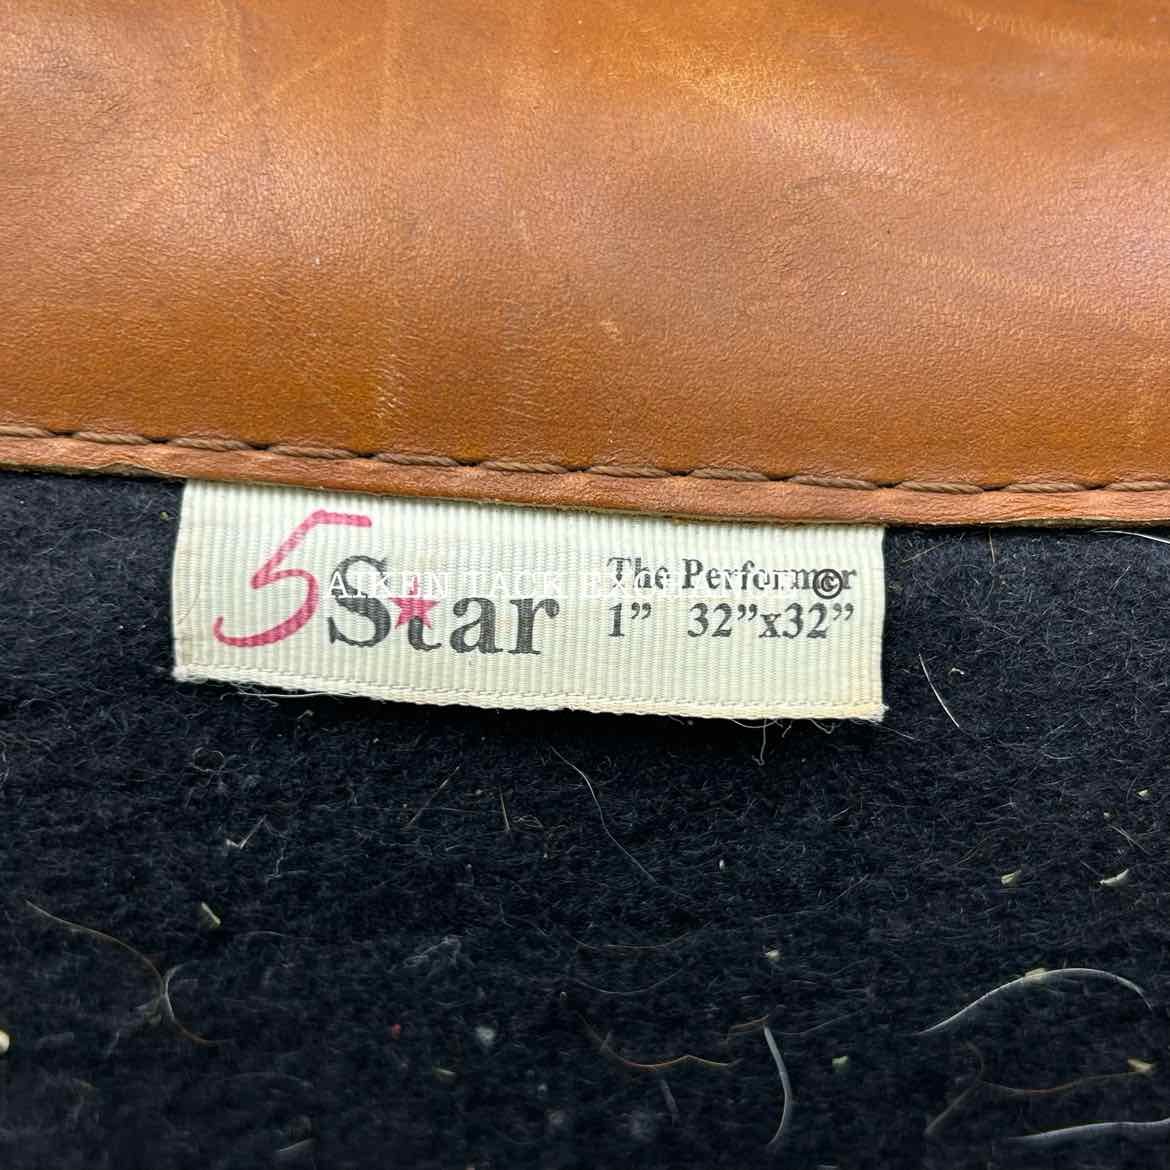 5 Star
The Performer
1” 32”x32”
AIKEN TACK EXCHANGE©